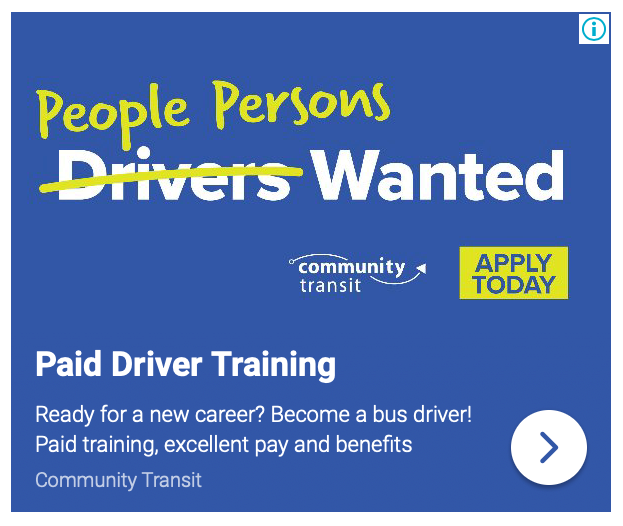 People Persons
Drivers Wanted
community
transit
APPLY
TODAY
Paid Driver Training
Ready for a new career? Become a bus driver!
Paid training, excellent pay and benefits
Community Transit